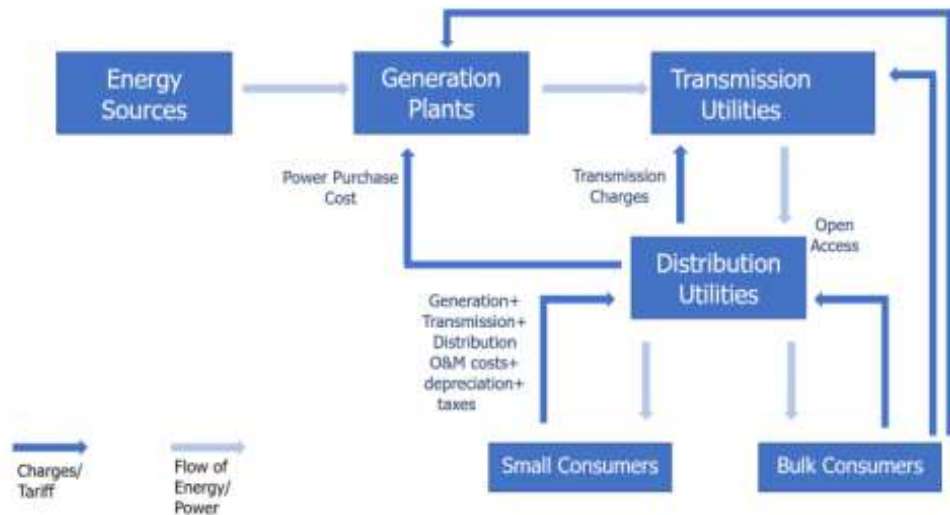 Energy
Sources
Generation
Plants
Transmission
Utilities
Power Purchase
Cost
Transmission
Charges
Open
Access
Distribution
Utilities
Generation+
Transmission+
Distribution
O&M costs+
depreciation+
taxes
Small Consumers
Bulk Consumers
Charges/
Tariff
Flow of
Energy/
Power